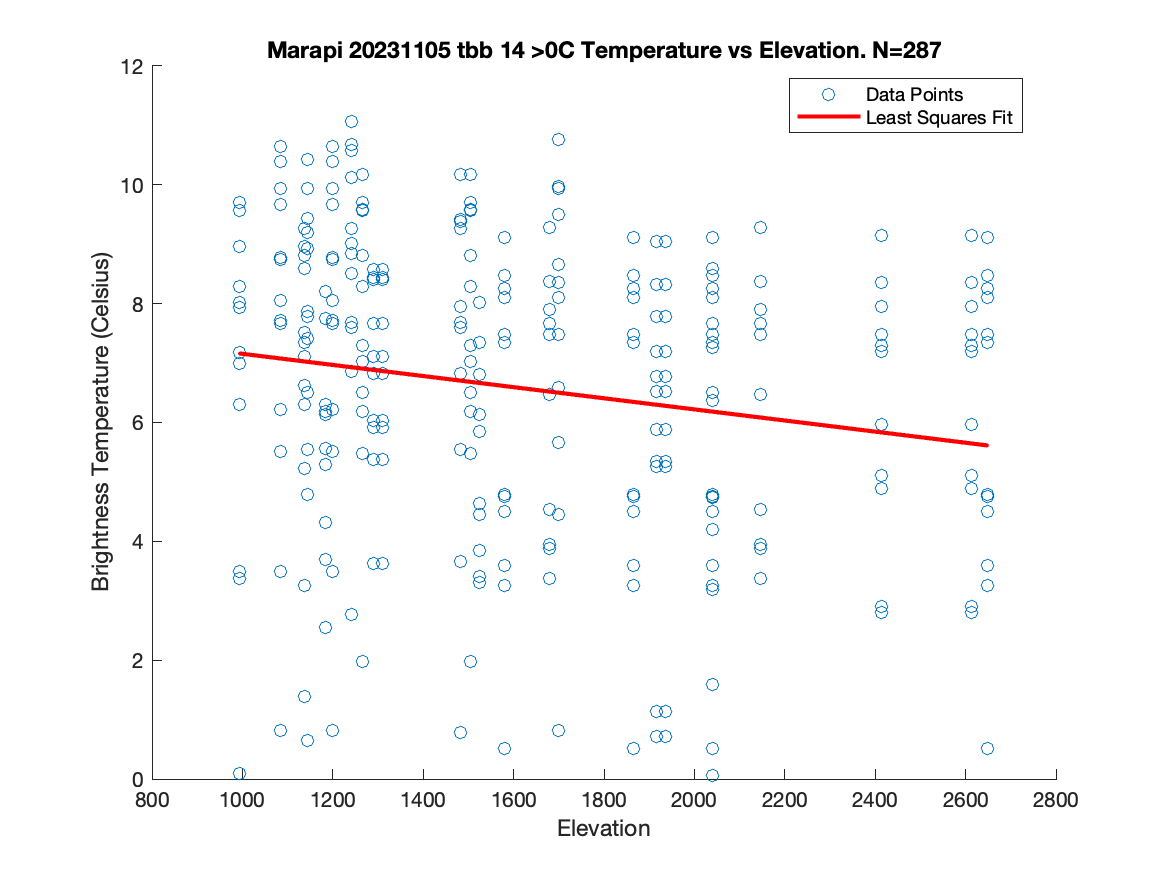 Marapi 20231105 tbb 14 >0C Temperature vs Elevation. N=287
Data Points
Least Squares Fit
12
10
8
6
4
2
0
Brightness Temperature (Celsius)
800 1000 1200 1400 1600 1800 2000 2200 2400 2600 2800
Elevation